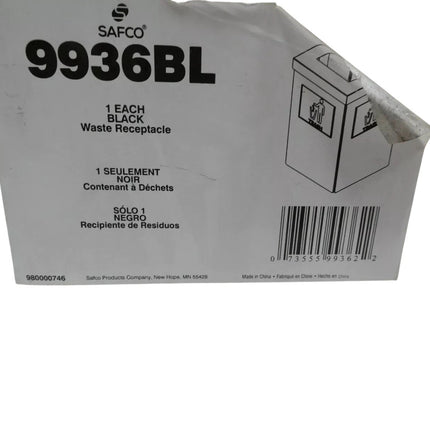 SAFCO®
9936BL
1 EACH
BLACK
Waste Receptacle
1 SEULEMENT
NOIR
Contenant à Déchets
SÓLO 1
NEGRO
Recipiente de Residuos
TRASH
0 73555 99362 2
980000746
Safco Products Company, New Hope, MN 55428
Made in China • Fabriqué en Chine • Hecho en China